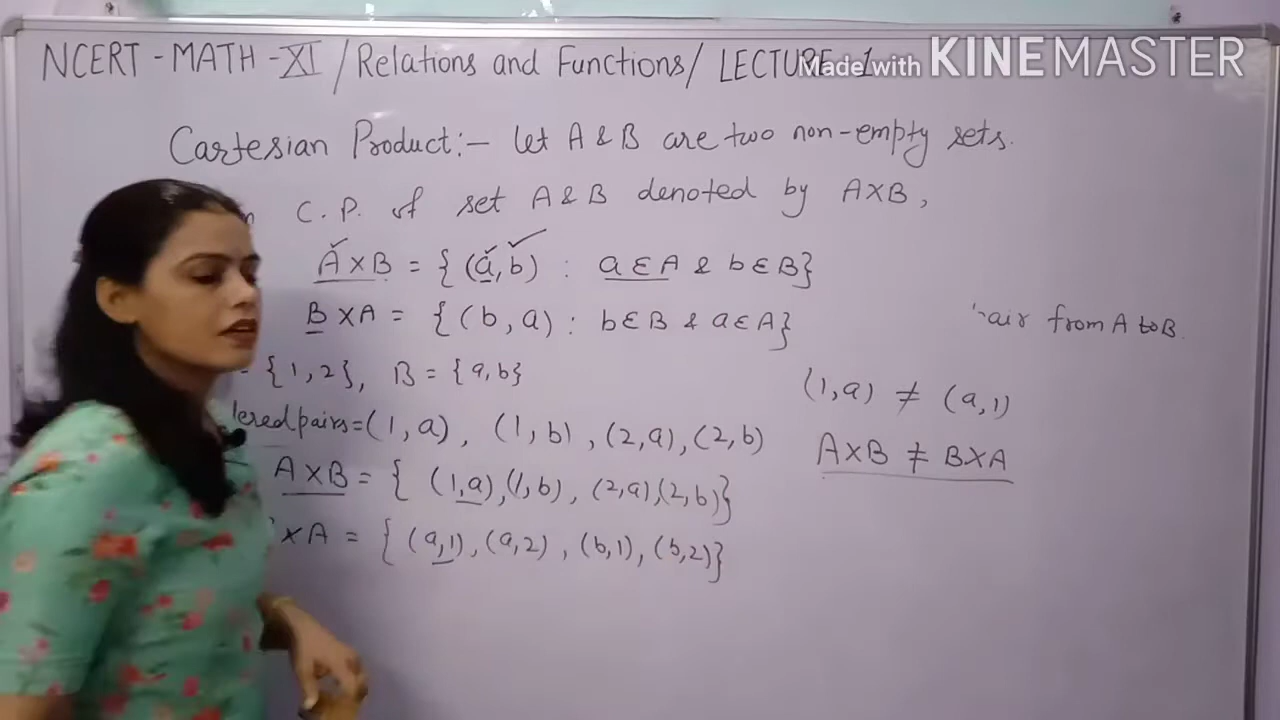 NCERT - MATH - XI / Relations and Functions / LECTURE - 1
Made with KINEMASTER
Cartesian Product:- let A & B are two non-empty sets.
C.P. of set A & B denoted by A×B,
A×B = { (a,b) : a∈A & b∈B}
B×A = {(b,a) : b∈B & a∈A}
air from A to B.
= {1,2}, B = {a,b}
(1,a) ≠ (a,1)
deredpairs = (1,a), (1,b), (2,a), (2,b)
A×B ≠ B×A
A×B = { (1,a),(1,b), (2,a),(2,b)}
×A = { (a,1), (a,2), (b,1), (b,2)}